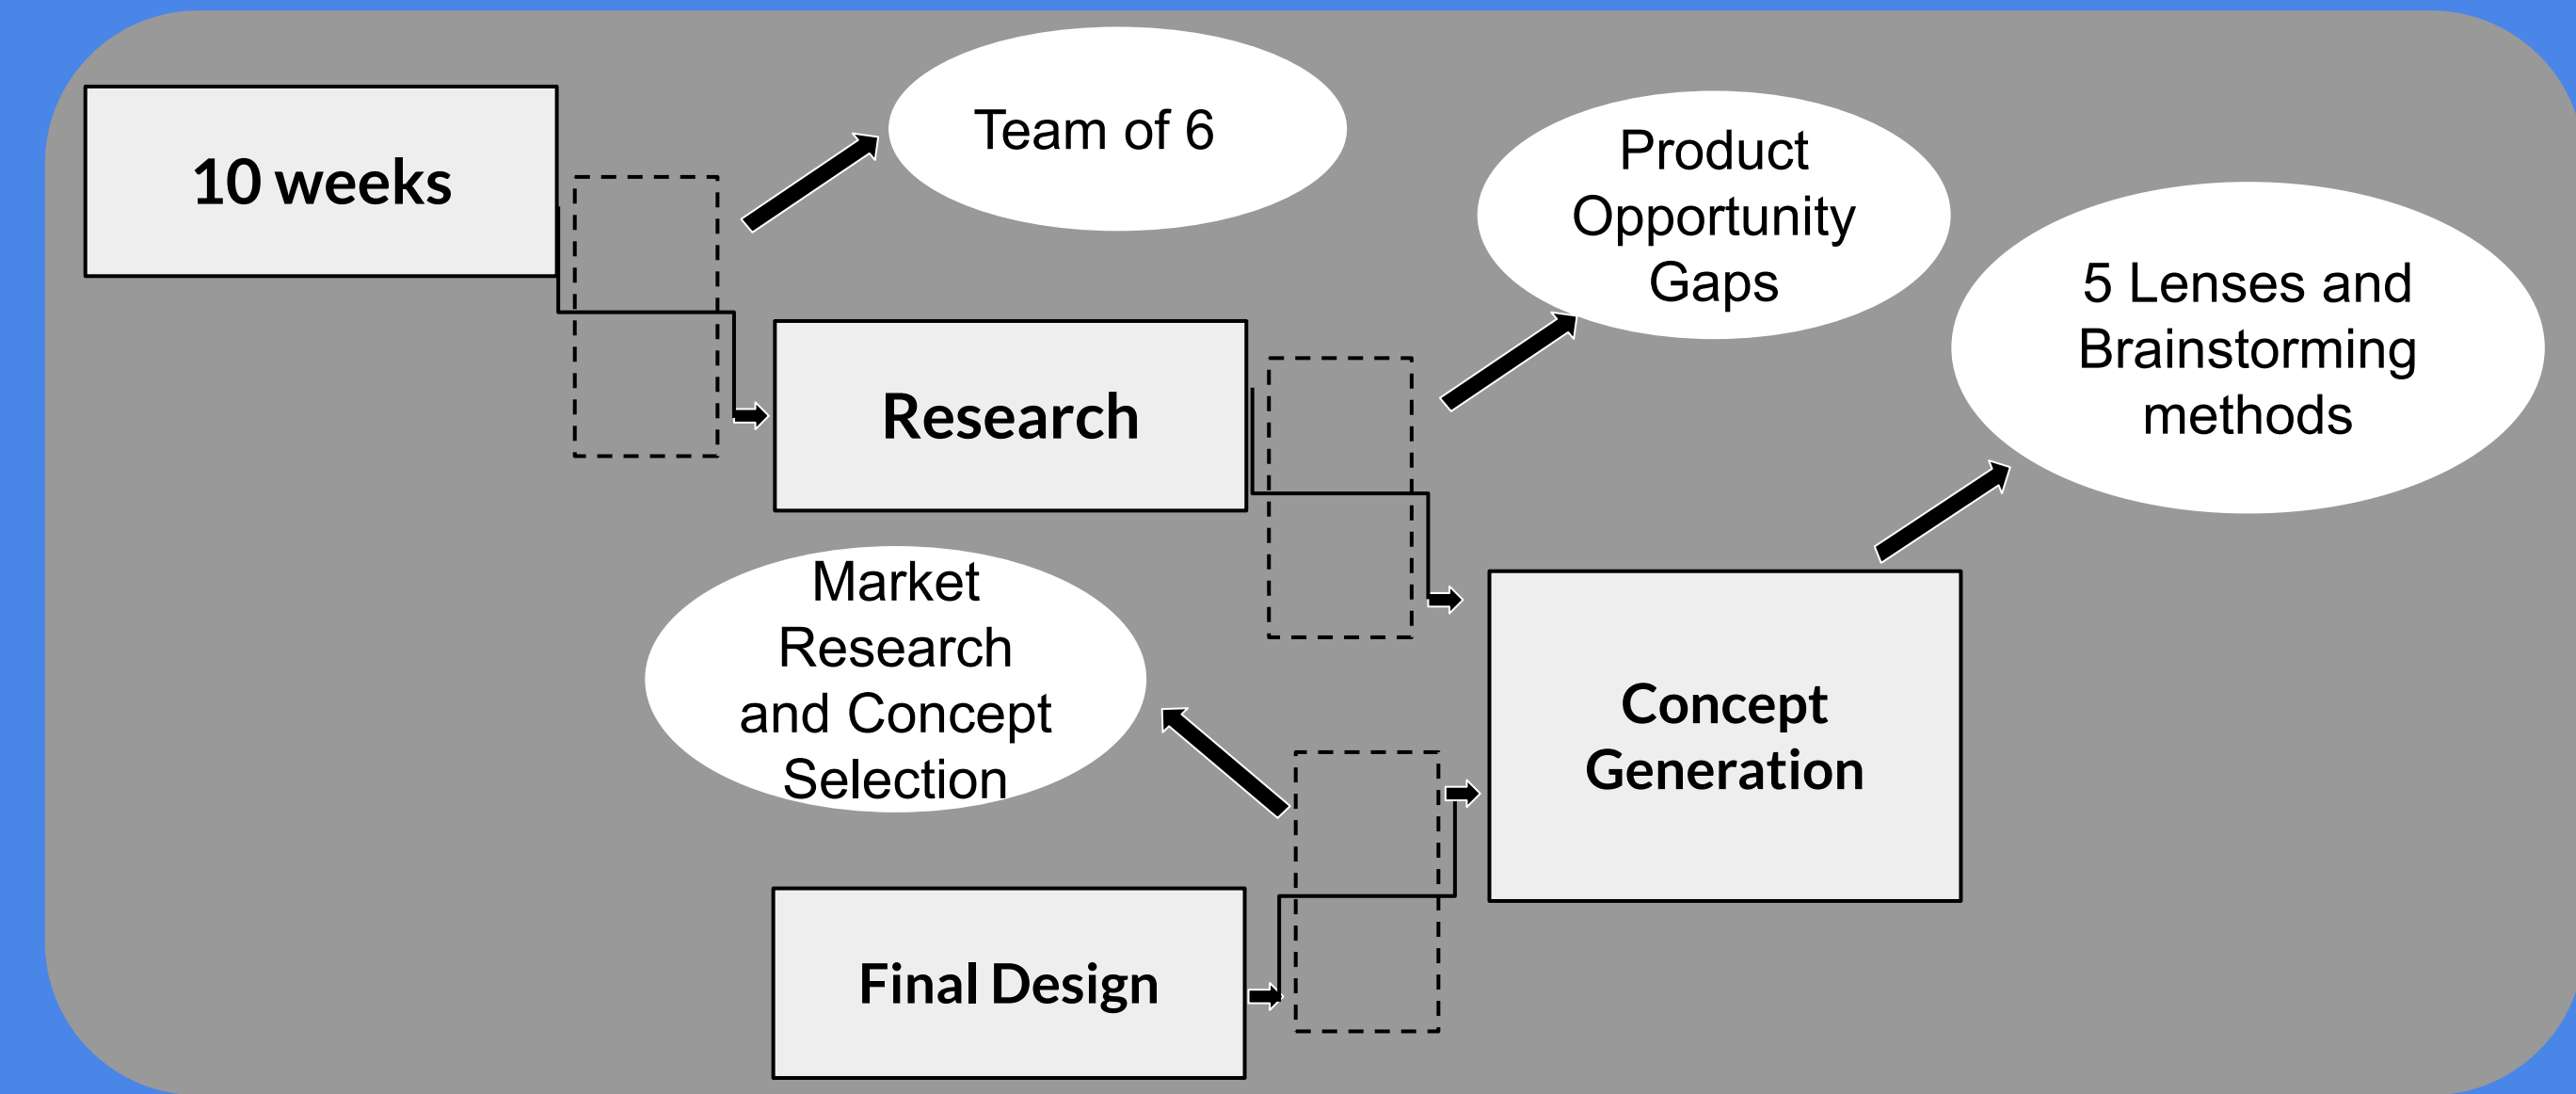 10 weeks
Team of 6
Product
Opportunity
Gaps
5 Lenses and
Brainstorming
methods
Research
Market
Research
and Concept
Selection
Concept
Generation
Final Design